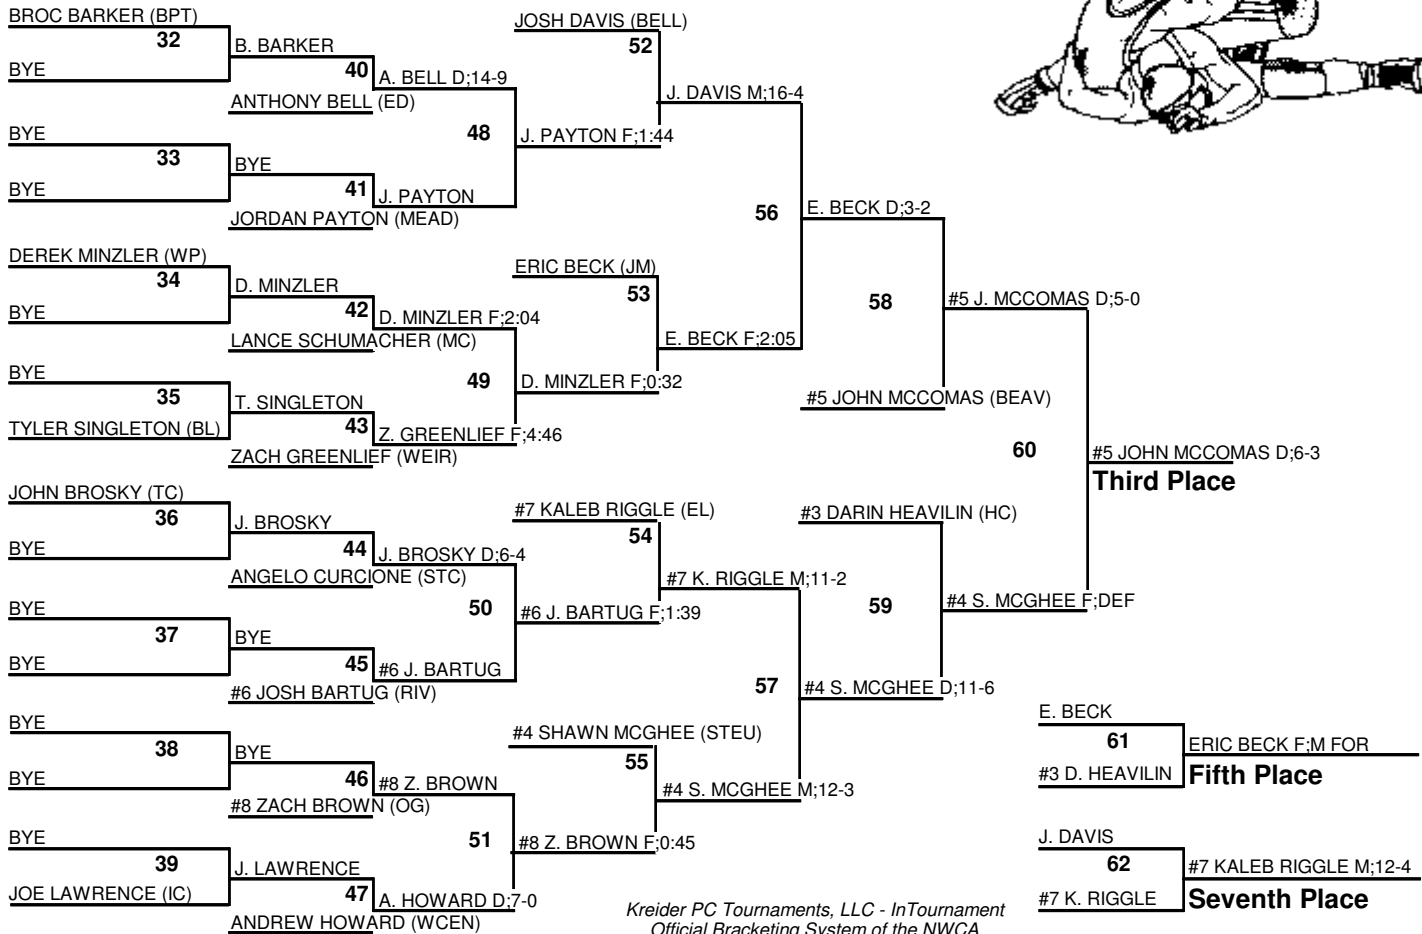 BROC BARKER (BPT)
32
BYE
B. BARKER
40
ANTHONY BELL (ED)
A. BELL D;14-9
BYE
33
BYE
BYE
41
JORDAN PAYTON (MEAD)
J. PAYTON
48
J. PAYTON F;1:44
JOSH DAVIS (BELL)
52
J. DAVIS M;16-4
DEREK MINZLER (WP)
34
BYE
D. MINZLER
42
LANCE SCHUMACHER (MC)
D. MINZLER F;2:04
BYE
35
TYLER SINGLETON (BL)
T. SINGLETON
43
ZACH GREENLIEF (WEIR)
Z. GREENLIEF F;4:46
49
D. MINZLER F;0:32
ERIC BECK (JM)
53
E. BECK F;2:05
56
E. BECK D;3-2
58
#5 JOHN MCCOMAS (BEAV)
#5 J. MCCOMAS D;5-0
JOHN BROSKY (TC)
36
BYE
J. BROSKY
44
ANGELO CURCIONE (STC)
J. BROSKY D;6-4
BYE
37
BYE
BYE
45
#6 JOSH BARTUG (RIV)
#6 J. BARTUG
50
#6 J. BARTUG F;1:39
#7 KALEB RIGGLE (EL)
54
#7 K. RIGGLE M;11-2
BYE
38
BYE
BYE
46
#8 ZACH BROWN (OG)
#8 Z. BROWN
BYE
39
JOE LAWRENCE (IC)
J. LAWRENCE
47
ANDREW HOWARD (WCEN)
A. HOWARD D;7-0
51
#8 Z. BROWN F;0:45
#4 SHAWN MCGHEE (STEU)
55
#4 S. MCGHEE M;12-3
57
#4 S. MCGHEE D;11-6
#3 DARIN HEAVILIN (HC)
59
#4 S. MCGHEE F;DEF
60
#5 JOHN MCCOMAS D;6-3
Third Place
E. BECK
61
#3 D. HEAVILIN
ERIC BECK F;M FOR
Fifth Place
J. DAVIS
62
#7 K. RIGGLE
#7 KALEB RIGGLE M;12-4
Seventh Place
Kreider PC Tournaments, LLC - InTournament
Official Bracketing System of the NWCA